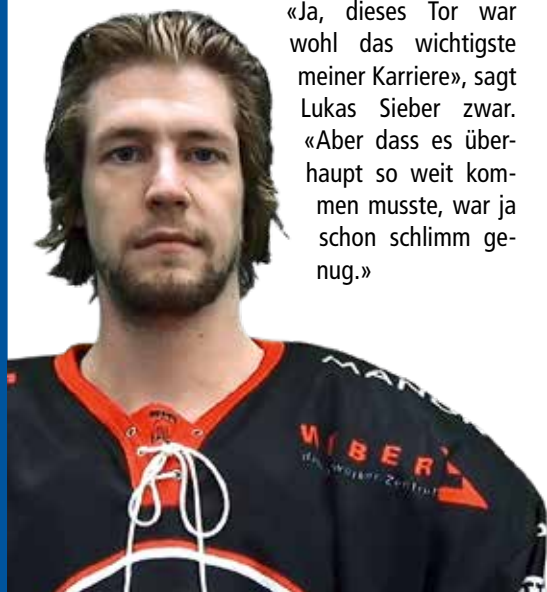 «Ja, dieses Tor war
wohl das wichtigste
meiner Karriere», sagt
Lukas Sieber zwar.
«Aber dass es über-
haupt so weit kom-
men musste, war ja
schon schlimm ge-
nug.»
MANOR